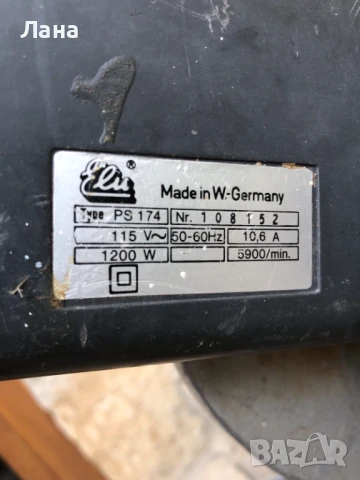 Лана
Elu ®
Made in W.-Germany
Type PS 174 Nr. 108152
115 V~ 50-60Hz 10,6 A
1200 W 5900/min.
BAZAR